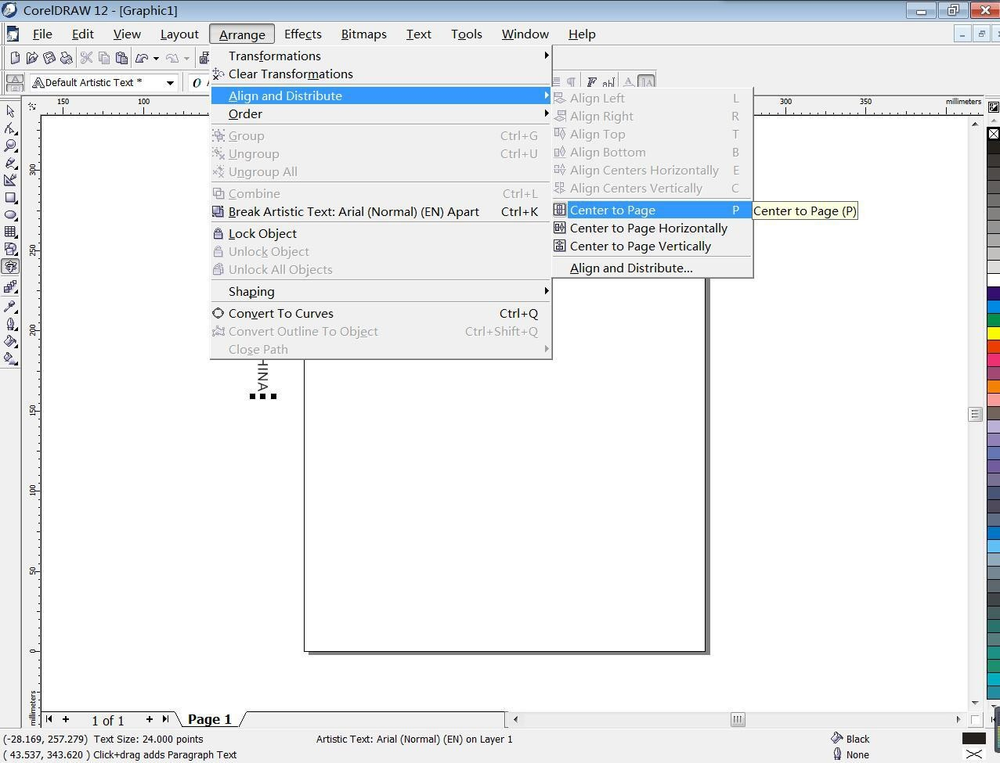 CorelDRAW 12 - [Graphic1]
File Edit View Layout Arrange Effects Bitmaps Text Tools Window Help
Transformations
Clear Transformations
Default Artistic Text *
Align and Distribute
Order
Group Ctrl+G
Ungroup Ctrl+U
Ungroup All
Combine Ctrl+L
Break Artistic Text: Arial (Normal) (EN) Apart Ctrl+K
Lock Object
Unlock Object
Unlock All Objects
Shaping
Convert To Curves Ctrl+Q
Convert Outline To Object Ctrl+Shift+Q
Close Path
Align Left L
Align Right R
Align Top T
Align Bottom B
Align Centers Horizontally E
Align Centers Vertically C
Center to Page P
Center to Page (P)
Center to Page Horizontally
Center to Page Vertically
Align and Distribute...
150 100 300 350 millimeters
300
250
200
150
100
50
0
millimeters
HINA
1 of 1 Page 1
(-28.169, 257.279) Text Size: 24.000 points Artistic Text: Arial (Normal) (EN) on Layer 1 Black
( 43.537, 343.620 ) Click+drag adds Paragraph Text None